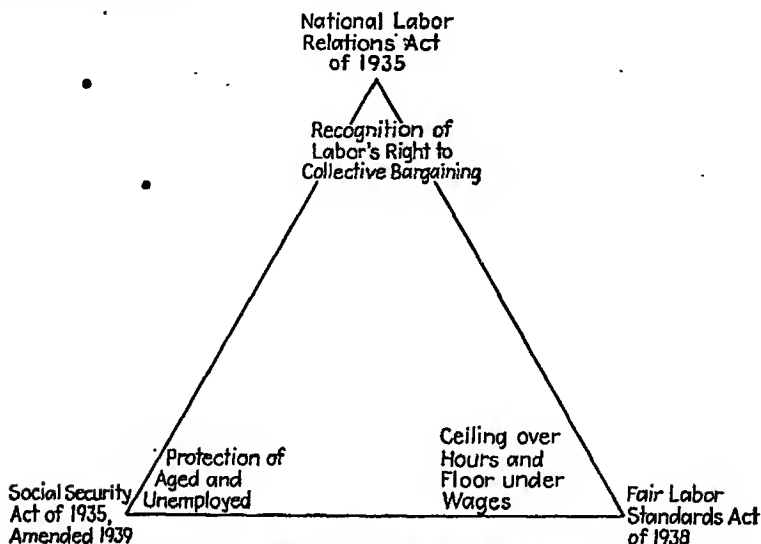 National Labor
Relations Act
of 1935
Recognition of
Labor's Right to
Collective Bargaining
Protection of
Aged and
Unemployed
Ceiling over
Hours and
Floor under
Wages
Social Security
Act of 1935,
Amended 1939
Fair Labor
Standards Act
of 1938